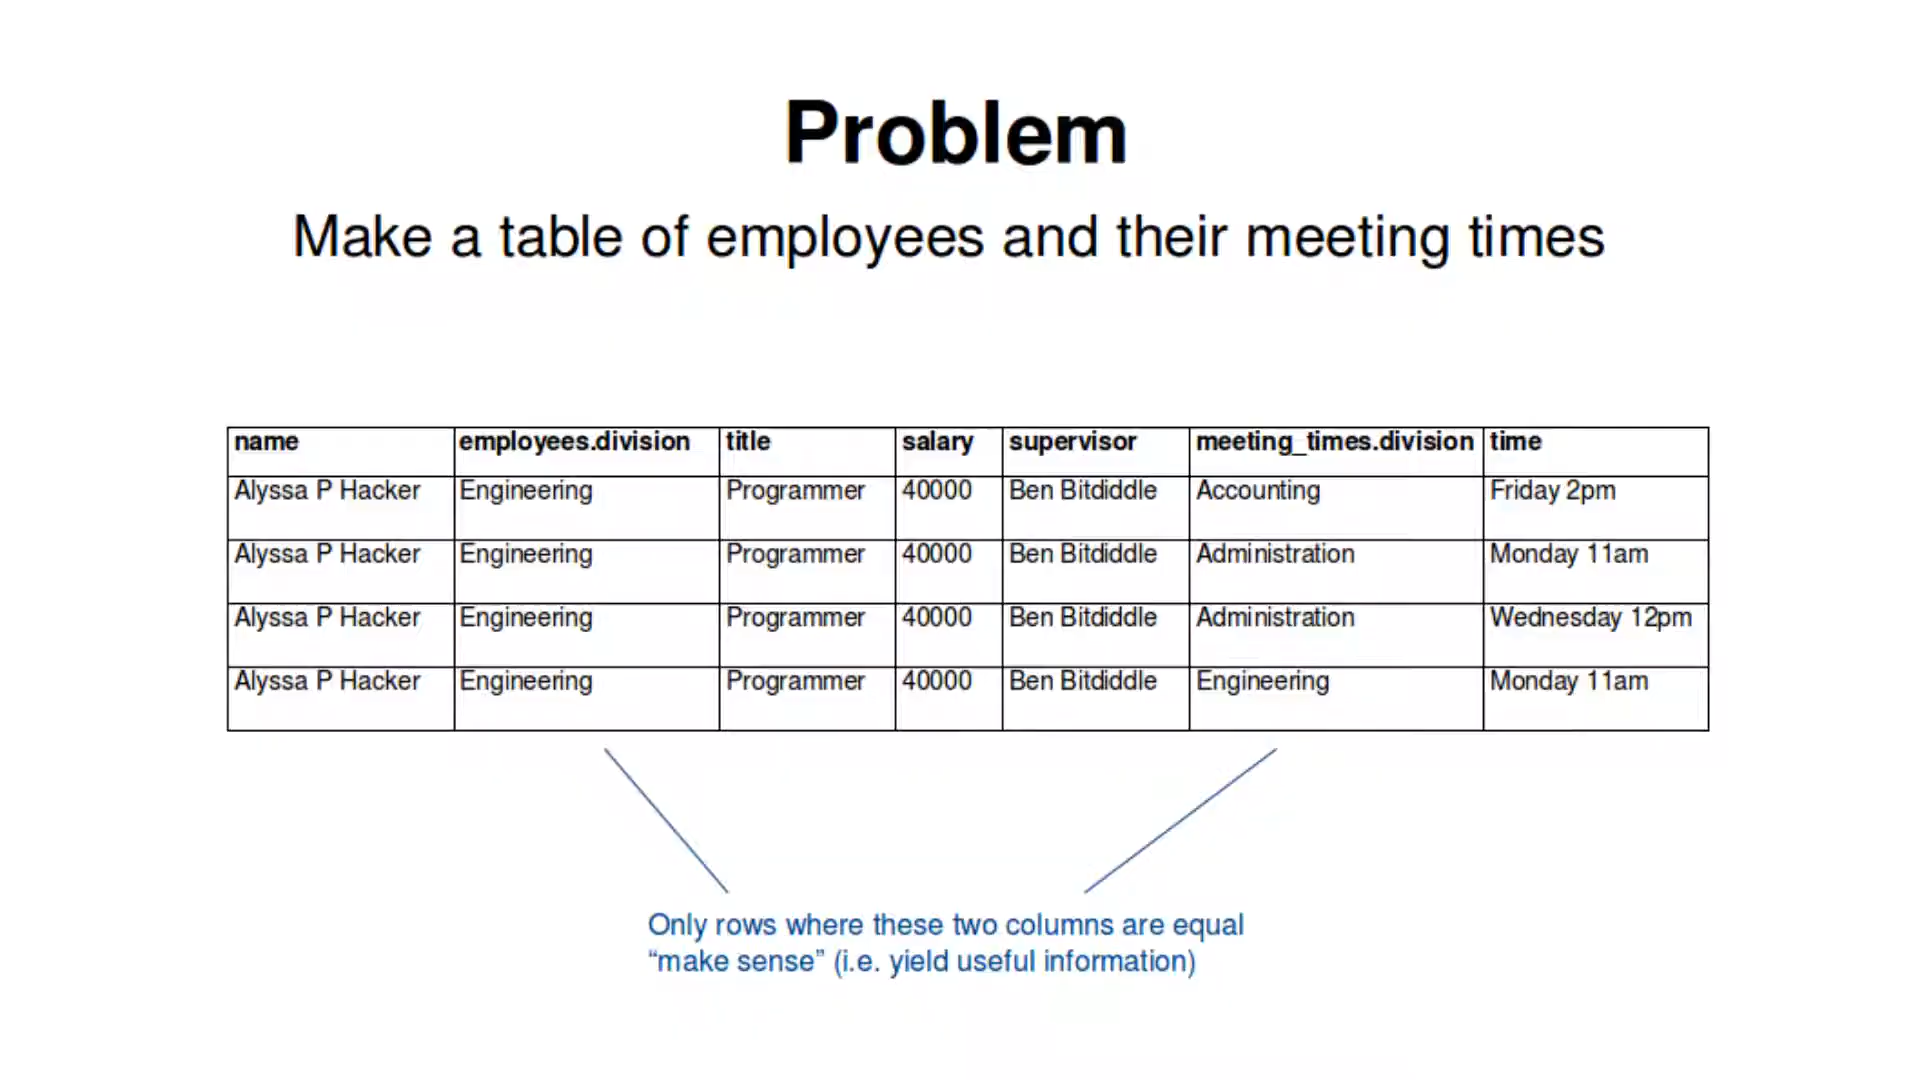 Problem
Make a table of employees and their meeting times
name employees.division title salary supervisor meeting_times.division time
Alyssa P Hacker Engineering Programmer 40000 Ben Bitdiddle Accounting Friday 2pm
Alyssa P Hacker Engineering Programmer 40000 Ben Bitdiddle Administration Monday 11am
Alyssa P Hacker Engineering Programmer 40000 Ben Bitdiddle Administration Wednesday 12pm
Alyssa P Hacker Engineering Programmer 40000 Ben Bitdiddle Engineering Monday 11am
Only rows where these two columns are equal
“make sense” (i.e. yield useful information)